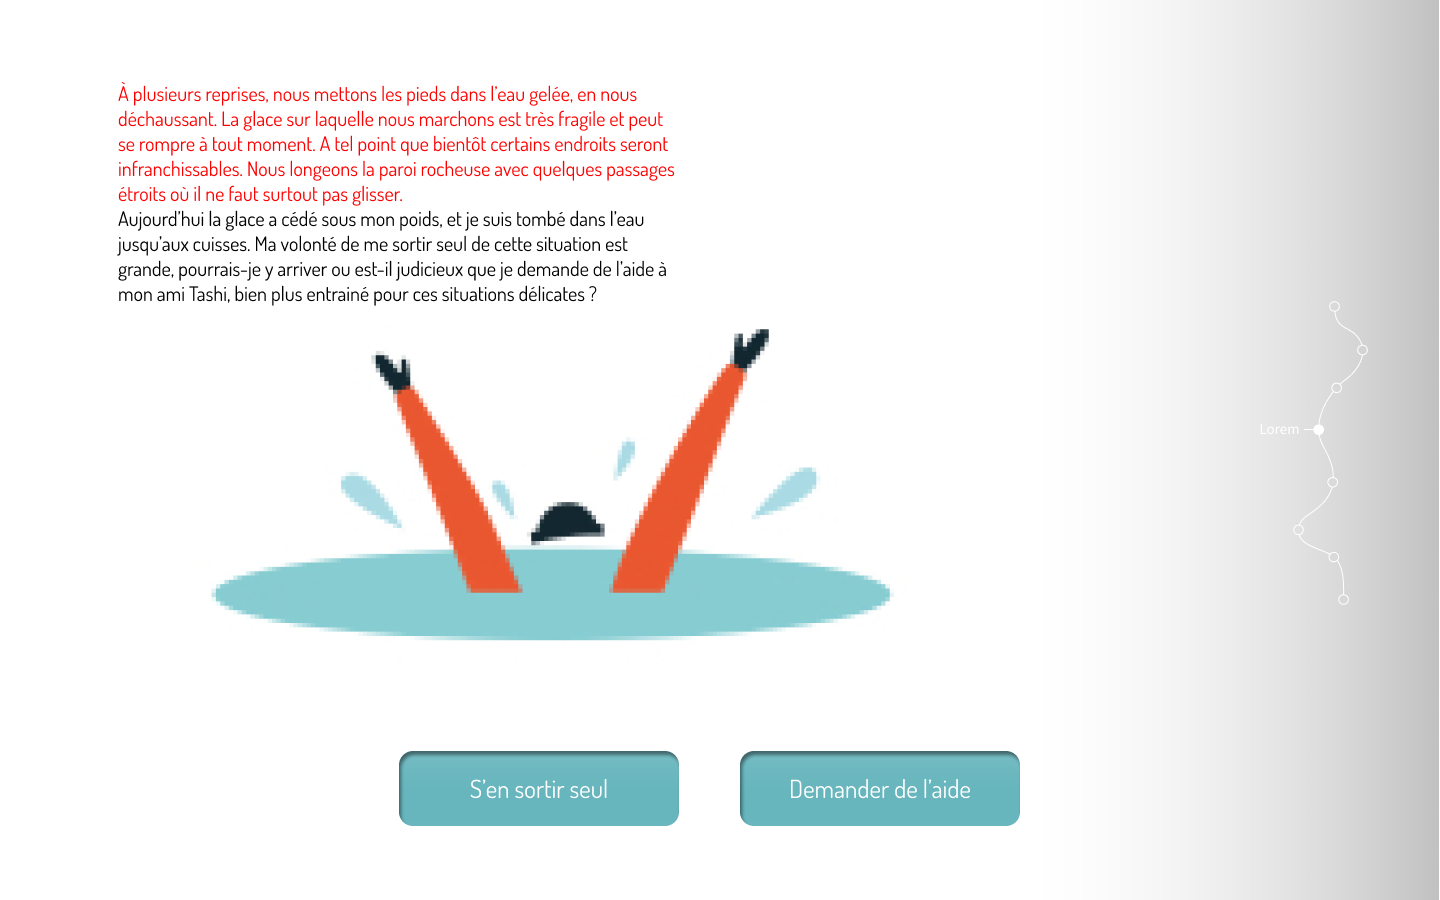 À plusieurs reprises, nous mettons les pieds dans l’eau gelée, en nous
déchaussant. La glace sur laquelle nous marchons est très fragile et peut
se rompre à tout moment. A tel point que bientôt certains endroits seront
infranchissables. Nous longeons la paroi rocheuse avec quelques passages
étroits où il ne faut surtout pas glisser.
Aujourd’hui la glace a cédé sous mon poids, et je suis tombé dans l’eau
jusqu’aux cuisses. Ma volonté de me sortir seul de cette situation est
grande, pourrais-je y arriver ou est-il judicieux que je demande de l’aide à
mon ami Tashi, bien plus entrainé pour ces situations délicates ?
Lorem
S’en sortir seul
Demander de l’aide